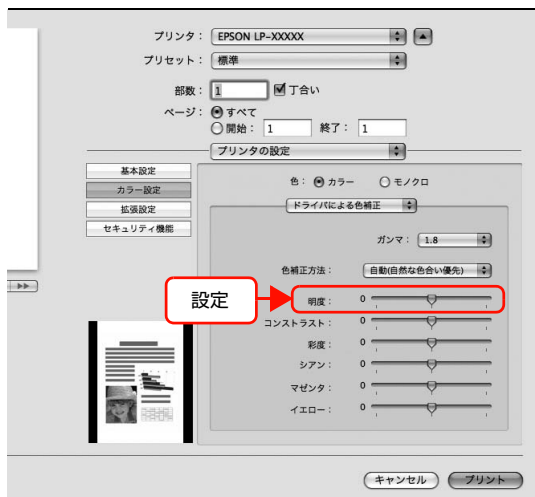 プリンタ： EPSON LP-XXXXX
プリセット： 標準
部数： 1 丁合い
ページ： すべて
開始： 1 終了： 1
プリンタの設定
基本設定
カラー設定
拡張設定
セキュリティ機能
色： カラー モノクロ
ドライバによる色補正
ガンマ： 1.8
色補正方法： 自動(自然な色合い優先)
設定
明度： 0
コンストラスト： 0
彩度： 0
シアン： 0
マゼンタ： 0
イエロー： 0
キャンセル プリント